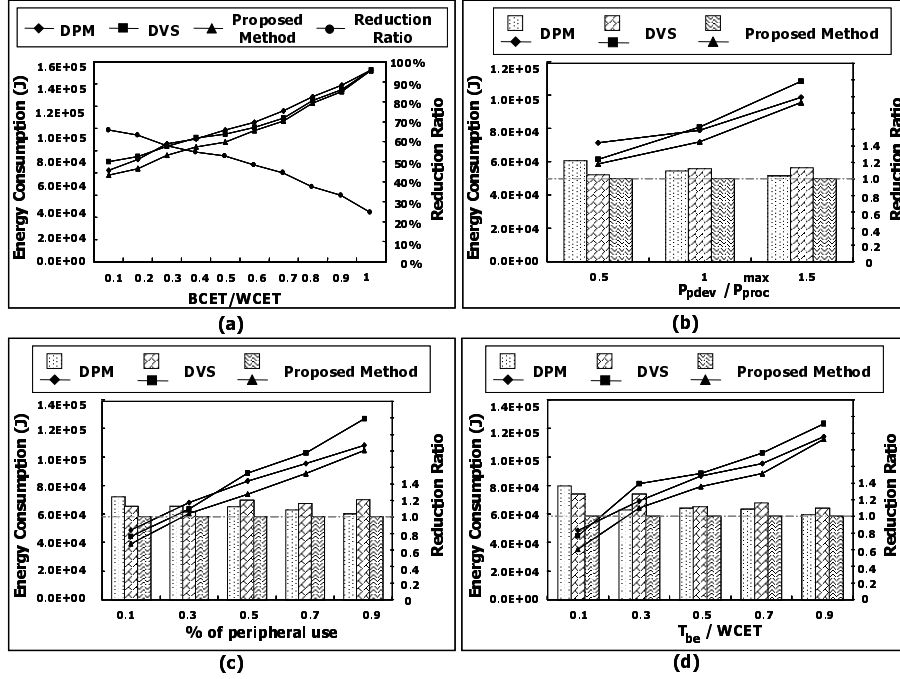 DPM DVS Proposed Method Reduction Ratio
Energy Consumption (J)
1.6E+05
1.4E+05
1.2E+05
1.0E+05
8.0E+04
6.0E+04
4.0E+04
2.0E+04
0.0E+00
100%
90%
80%
70%
60%
50%
40%
30%
20%
10%
0%
Reduction Ratio
0.1 0.2 0.3 0.4 0.5 0.6 0.7 0.8 0.9 1
BCET/WCET
(a)
DPM DVS Proposed Method
Energy Consumption (J)
1.2E+05
1.0E+05
8.0E+04
6.0E+04
4.0E+04
2.0E+04
0.0E+00
1.4
1.2
1.0
0.8
0.6
0.4
0.2
0
Reduction Ratio
0.5 1 1.5
Ppdev / Pproc max
(b)
DPM DVS Proposed Method
Energy Consumption (J)
1.4E+05
1.2E+05
1.0E+05
8.0E+04
6.0E+04
4.0E+04
2.0E+04
0.0E+00
1.4
1.2
1.0
0.8
0.6
0.4
0.2
0
Reduction Ratio
0.1 0.3 0.5 0.7 0.9
% of peripheral use
(c)
DPM DVS Proposed Method
Energy Consumption (J)
1.4E+05
1.2E+05
1.0E+05
8.0E+04
6.0E+04
4.0E+04
2.0E+04
0.0E+00
1.4
1.2
1.0
0.8
0.6
0.4
0.2
0
Reduction Ratio
0.1 0.3 0.5 0.7 0.9
Tbe / WCET
(d)